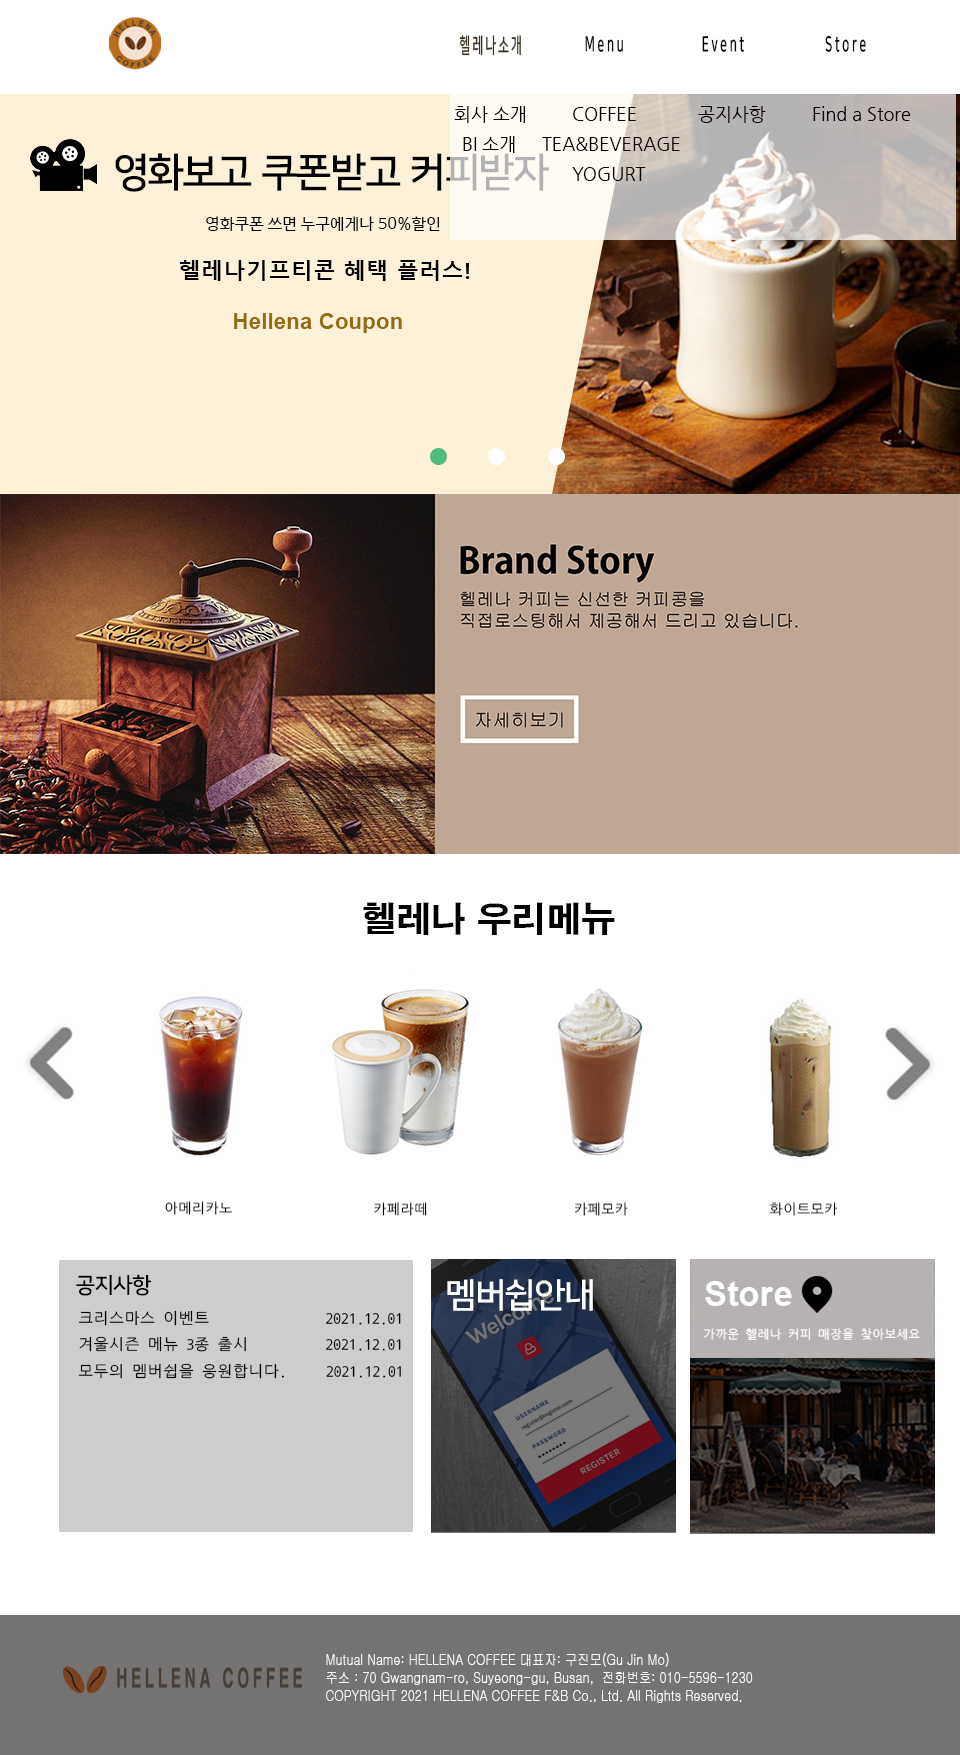 HELLENA
COFFEE
헬레나소개 Menu Event Store
회사 소개 COFFEE 공지사항 Find a Store
BI 소개 TEA&BEVERAGE
YOGURT
영화보고 쿠폰받고 커피받자
영화쿠폰 쓰면 누구에게나 50%할인
헬레나기프티콘 혜택 플러스!
Hellena Coupon
Brand Story
헬레나 커피는 신선한 커피콩을
직접로스팅해서 제공해서 드리고 있습니다.
자세히보기
헬레나 우리메뉴
아메리카노 카페라떼 카페모카 화이트모카
공지사항
크리스마스 이벤트 2021.12.01
겨울시즌 메뉴 3종 출시 2021.12.01
모두의 멤버쉽을 응원합니다. 2021.12.01
멤버쉽안내
Welcome
USERNAME
register@register.com
PASSWORD
REGISTER
Store
가까운 헬레나 커피 매장을 찾아보세요
HELLENA COFFEE
Mutual Name: HELLENA COFFEE 대표자: 구진모(Gu Jin Mo)
주소 : 70 Gwangnam-ro, Suyeong-gu, Busan, 전화번호: 010-5596-1230
COPYRIGHT 2021 HELLENA COFFEE F&B Co., Ltd. All Rights Reserved.